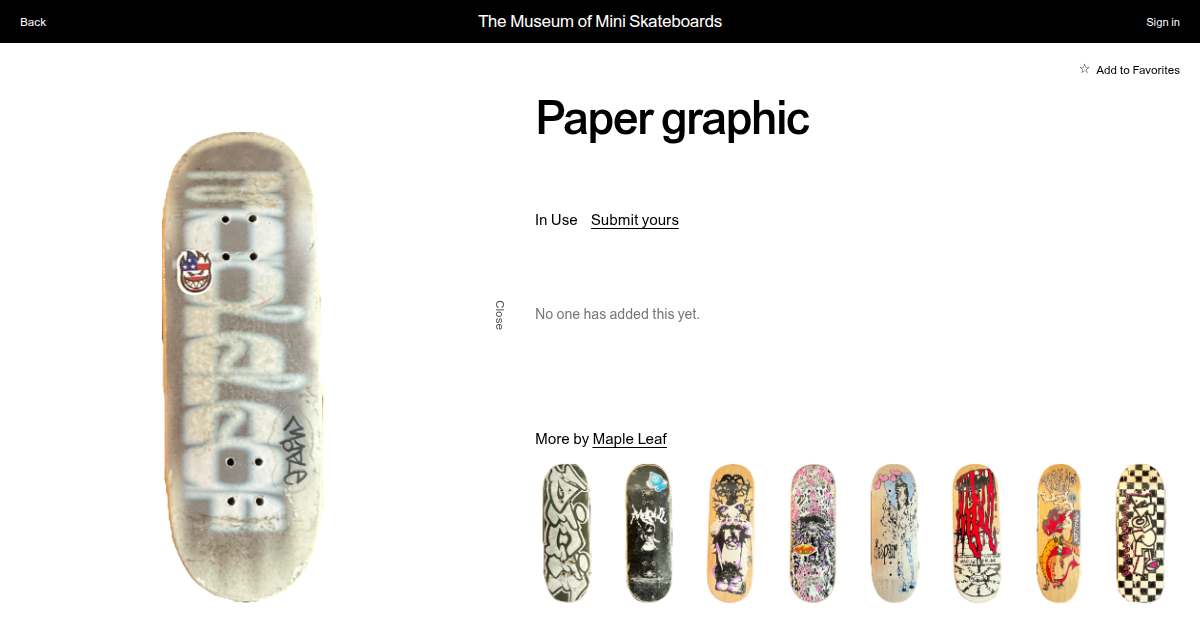 Back
The Museum of Mini Skateboards
Sign in
☆ Add to Favorites
Paper graphic
In Use Submit yours
Close
No one has added this yet.
More by Maple Leaf